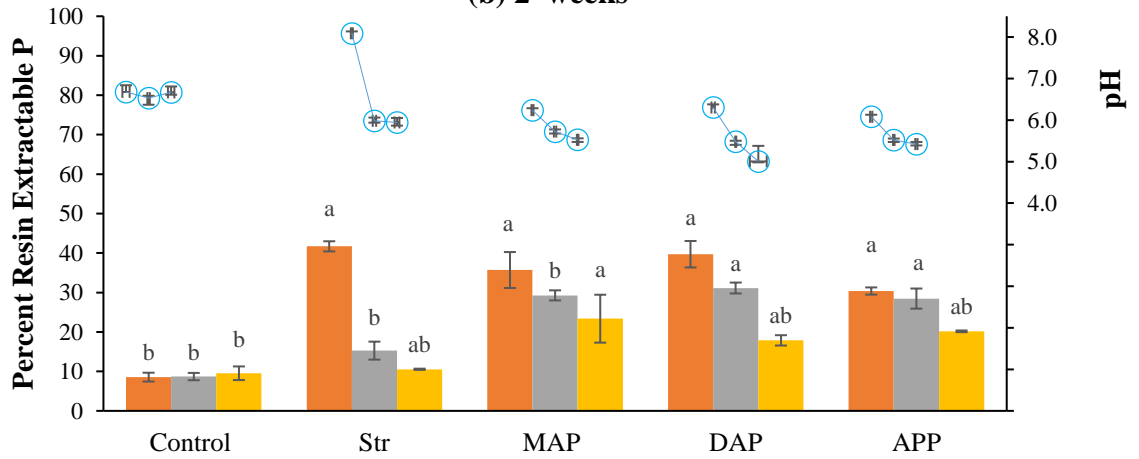 (b) 2 weeks
Percent Resin Extractable P
100
90
80
70
60
50
40
30
20
10
0
8.0
7.0
6.0
5.0
4.0
pH
b b b
a b ab
a b a
a a ab
a a ab
Control Str MAP DAP APP